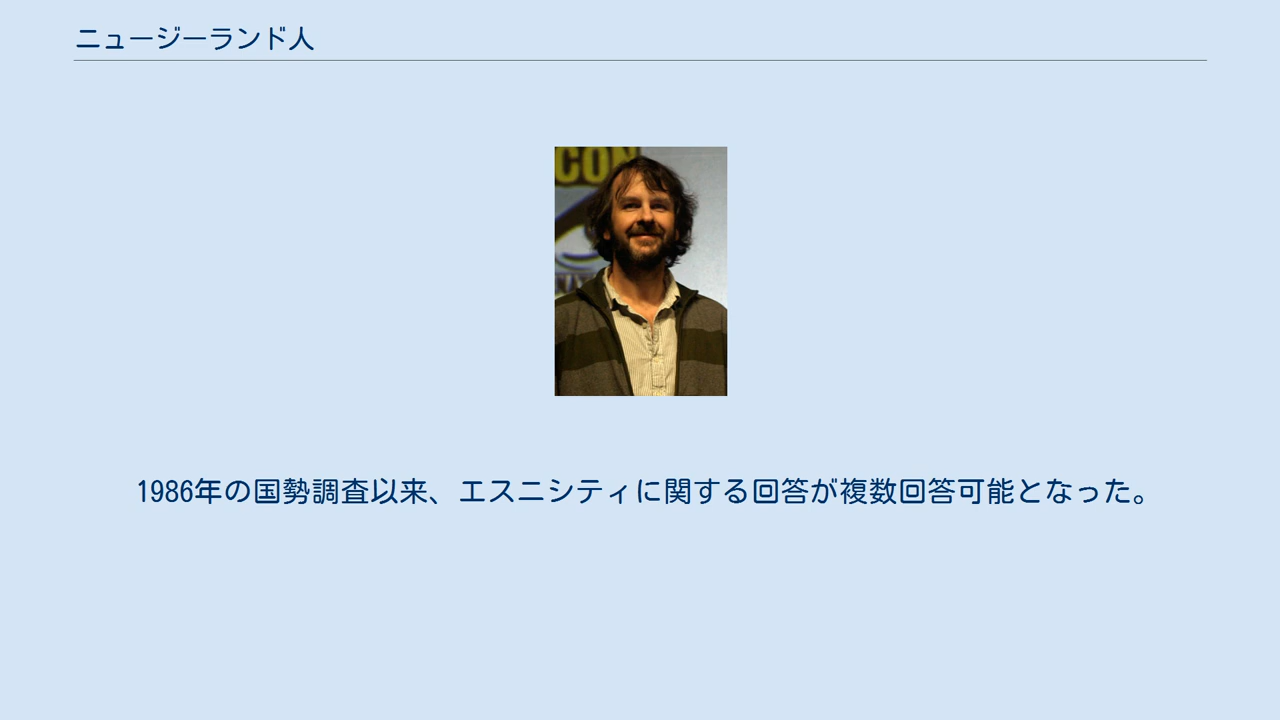 ニュージーランド人
CON
1986年の国勢調査以来、エスニシティに関する回答が複数回答可能となった。